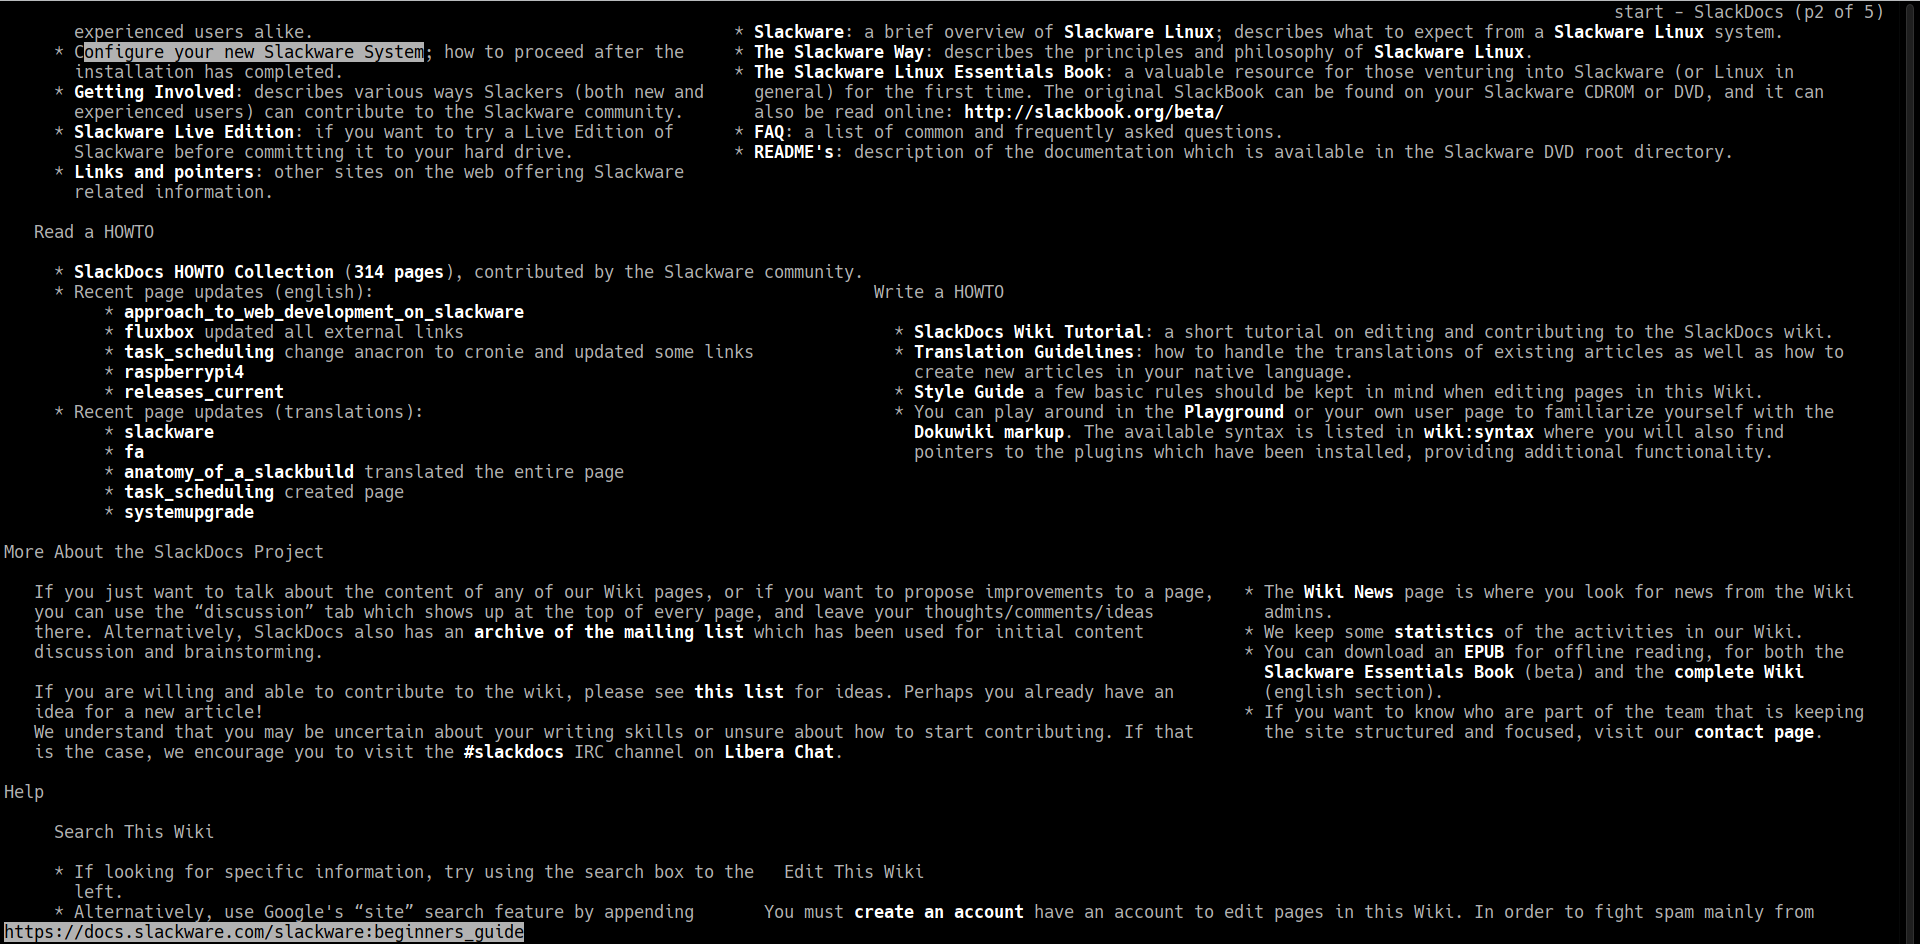 start - SlackDocs (p2 of 5)
experienced users alike.
* Configure your new Slackware System; how to proceed after the
installation has completed.
* Getting Involved: describes various ways Slackers (both new and
experienced users) can contribute to the Slackware community.
* Slackware Live Edition: if you want to try a Live Edition of
Slackware before committing it to your hard drive.
* Links and pointers: other sites on the web offering Slackware
related information.
* Slackware: a brief overview of Slackware Linux; describes what to expect from a Slackware Linux system.
* The Slackware Way: describes the principles and philosophy of Slackware Linux.
* The Slackware Linux Essentials Book: a valuable resource for those venturing into Slackware (or Linux in
general) for the first time. The original SlackBook can be found on your Slackware CDROM or DVD, and it can
also be read online: http://slackbook.org/beta/
* FAQ: a list of common and frequently asked questions.
* README's: description of the documentation which is available in the Slackware DVD root directory.
Read a HOWTO
* SlackDocs HOWTO Collection (314 pages), contributed by the Slackware community.
* Recent page updates (english):
* approach_to_web_development_on_slackware
* fluxbox updated all external links
* task_scheduling change anacron to cronie and updated some links
* raspberrypi4
* releases_current
* Recent page updates (translations):
* slackware
* fa
* anatomy_of_a_slackbuild translated the entire page
* task_scheduling created page
* systemupgrade
Write a HOWTO
* SlackDocs Wiki Tutorial: a short tutorial on editing and contributing to the SlackDocs wiki.
* Translation Guidelines: how to handle the translations of existing articles as well as how to
create new articles in your native language.
* Style Guide a few basic rules should be kept in mind when editing pages in this Wiki.
* You can play around in the Playground or your own user page to familiarize yourself with the
Dokuwiki markup. The available syntax is listed in wiki:syntax where you will also find
pointers to the plugins which have been installed, providing additional functionality.
More About the SlackDocs Project
If you just want to talk about the content of any of our Wiki pages, or if you want to propose improvements to a page,
you can use the “discussion” tab which shows up at the top of every page, and leave your thoughts/comments/ideas
there. Alternatively, SlackDocs also has an archive of the mailing list which has been used for initial content
discussion and brainstorming.
If you are willing and able to contribute to the wiki, please see this list for ideas. Perhaps you already have an
idea for a new article!
We understand that you may be uncertain about your writing skills or unsure about how to start contributing. If that
is the case, we encourage you to visit the #slackdocs IRC channel on Libera Chat.
* The Wiki News page is where you look for news from the Wiki
admins.
* We keep some statistics of the activities in our Wiki.
* You can download an EPUB for offline reading, for both the
Slackware Essentials Book (beta) and the complete Wiki
(english section).
* If you want to know who are part of the team that is keeping
the site structured and focused, visit our contact page.
Help
Search This Wiki
* If looking for specific information, try using the search box to the
left.
* Alternatively, use Google's “site” search feature by appending
Edit This Wiki
You must create an account have an account to edit pages in this Wiki. In order to fight spam mainly from
https://docs.slackware.com/slackware:beginners_guide